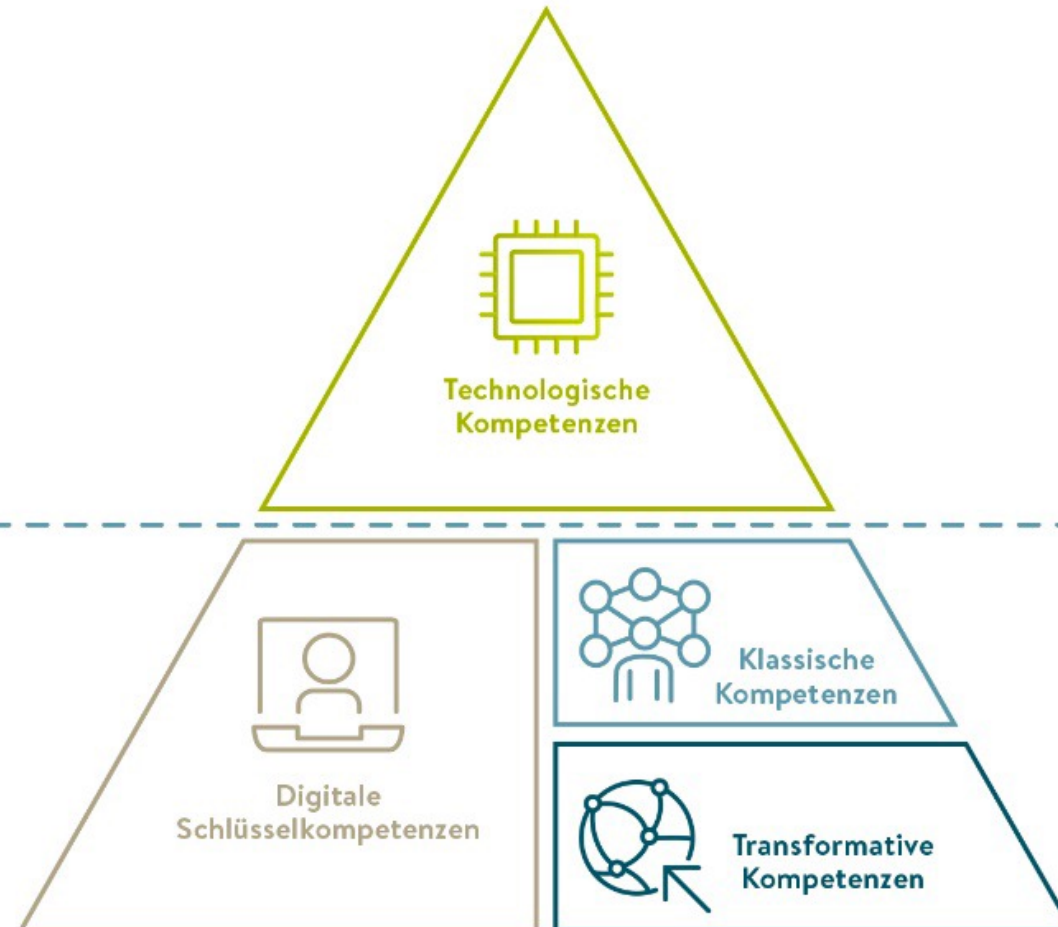 Technologische
Kompetenzen
Klassische
Kompetenzen
Digitale
Schlüsselkompetenzen
Transformative
Kompetenzen